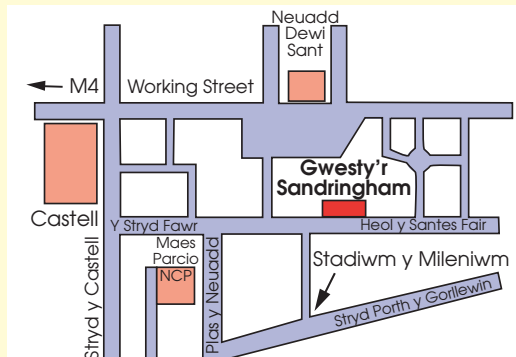 Neuadd
Dewi
Sant
M4
Working Street
Gwesty'r
Sandringham
Castell
Y Stryd Fawr
Heol y Santes Fair
Maes
Parcio
NCP
Stryd y Castell
Plas y Neuadd
Stadiwm y Mileniwm
Stryd Porth y Gorllewin